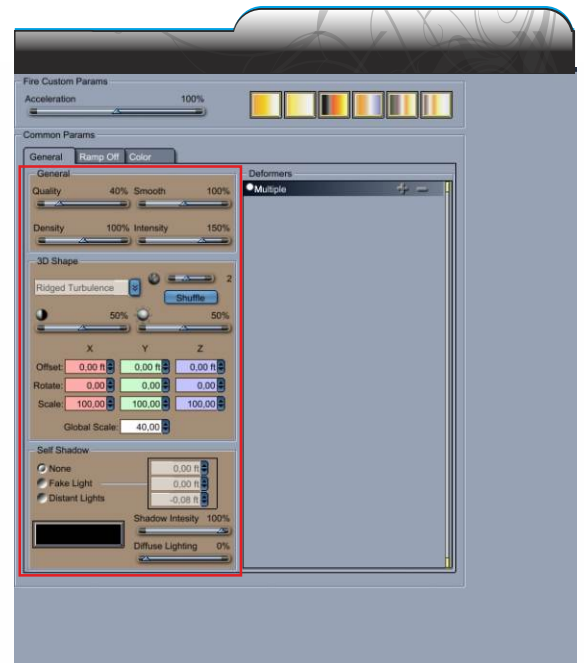 Fire Custom Params
Acceleration 100%
Common Params
General Ramp Off Color
General
Quality 40% Smooth 100%
Density 100% Intensity 150%
3D Shape
Ridged Turbulence
2
Shuffle
50% 50%
X Y Z
Offset: 0,00 ft 0,00 ft 0,00 ft
Rotate: 0,00 0,00 0,00
Scale: 100,00 100,00 100,00
Global Scale: 40,00
Self Shadow
None 0,00 ft
Fake Light 0,00 ft
Distant Lights -0,08 ft
Shadow Intesity 100%
Diffuse Lighting 0%
Deformers
Multiple